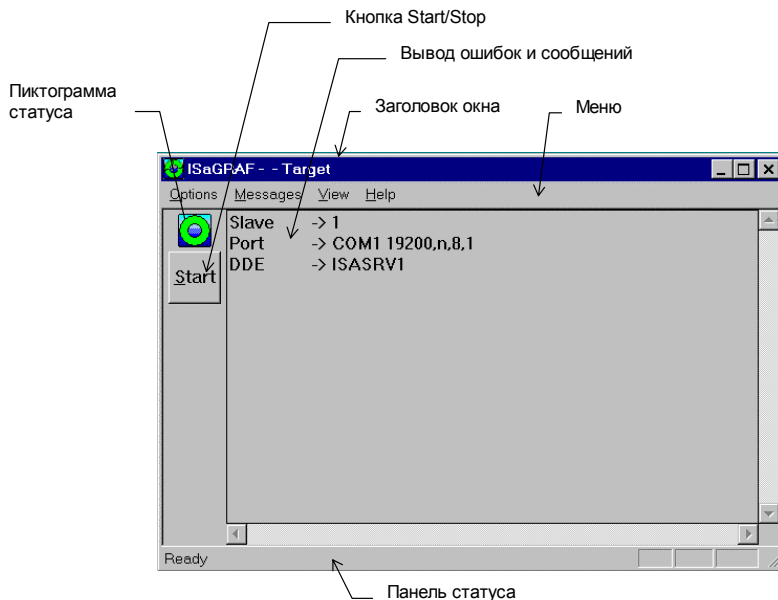 Кнопка Start/Stop
Вывод ошибок и сообщений
Пиктограмма
статуса
Заголовок окна
Меню
ISaGRAF - - Target
Options Messages View Help
Slave -> 1
Port -> COM1 19200,n,8,1
DDE -> ISASRV1
Start
Ready
Панель статуса